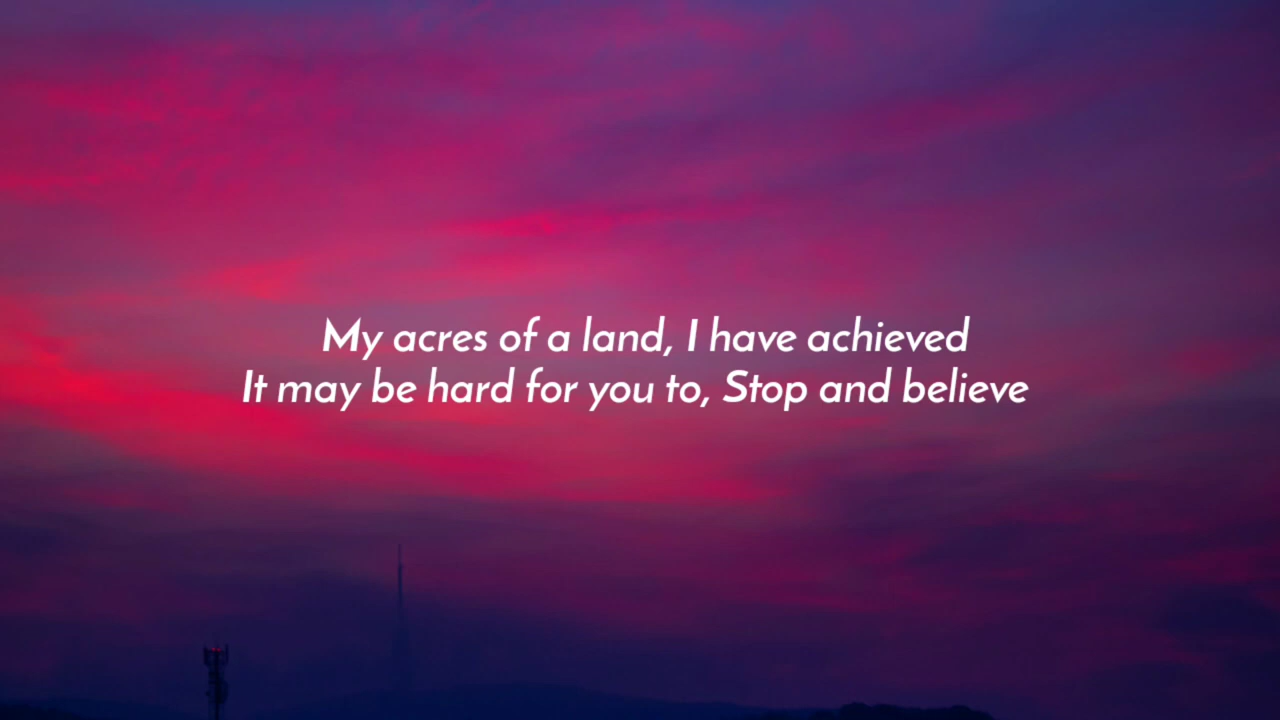 My acres of a land, I have achieved
It may be hard for you to, Stop and believe